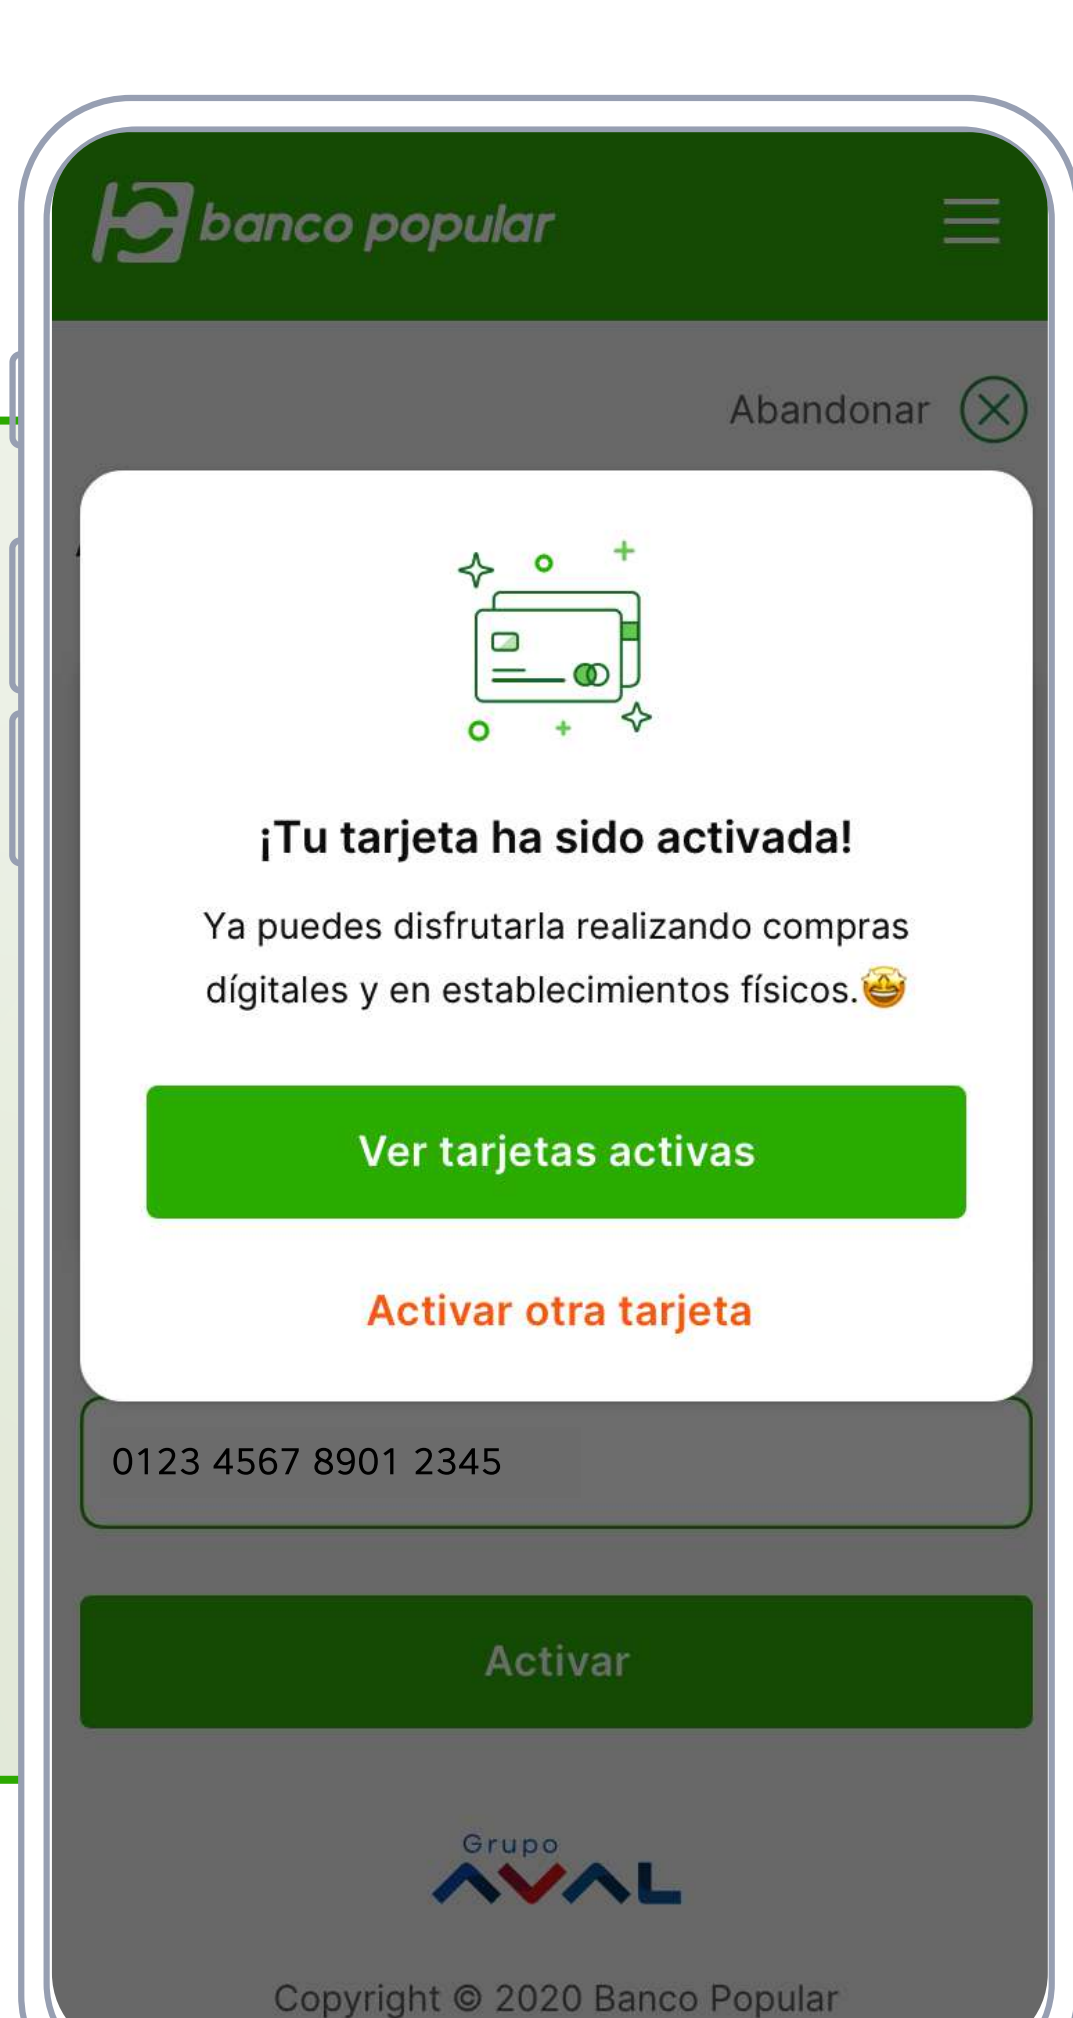 banco popular
Abandonar
¡Tu tarjeta ha sido activada!
Ya puedes disfrutarla realizando compras
dígitales y en establecimientos físicos.🤩
Ver tarjetas activas
Activar otra tarjeta
0123 4567 8901 2345
Activar
Grupo
AVAL
Copyright © 2020 Banco Popular